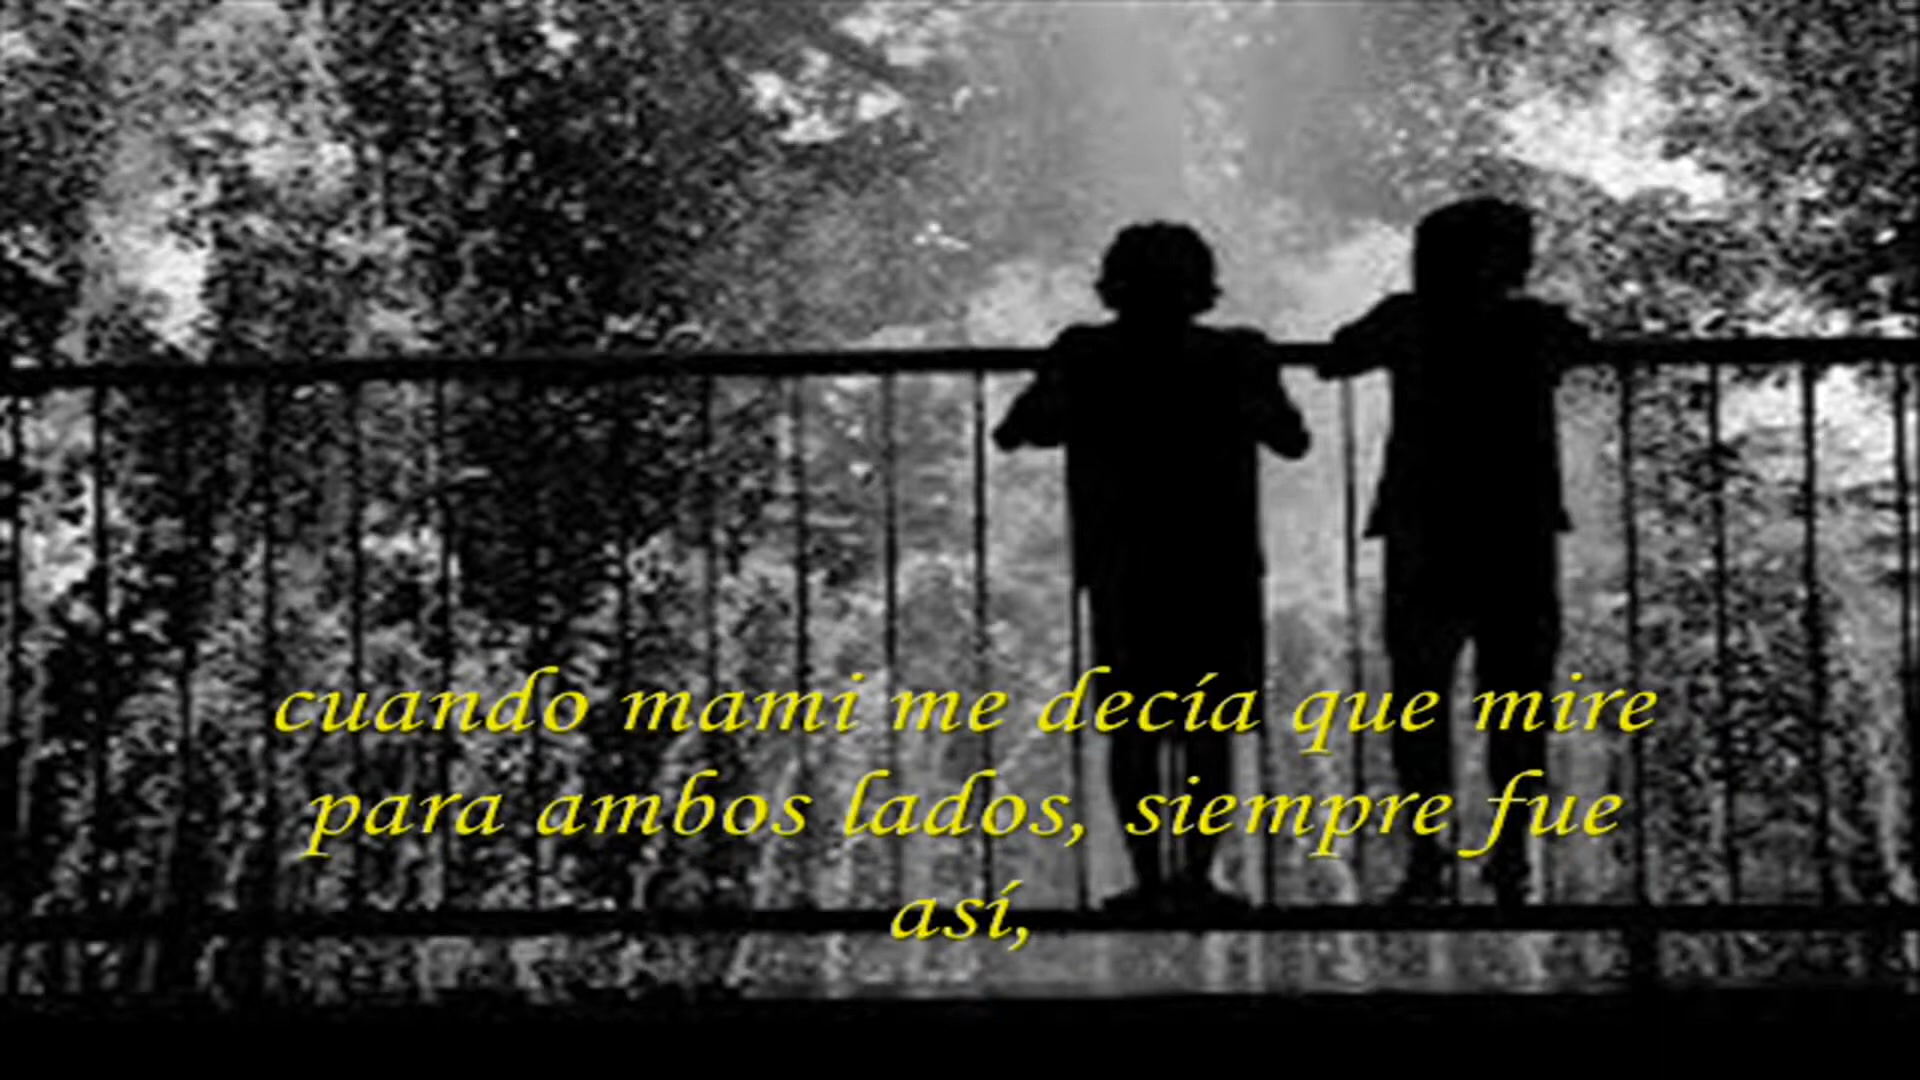 cuando mami me decía que mire
para ambos lados, siempre fue
así,